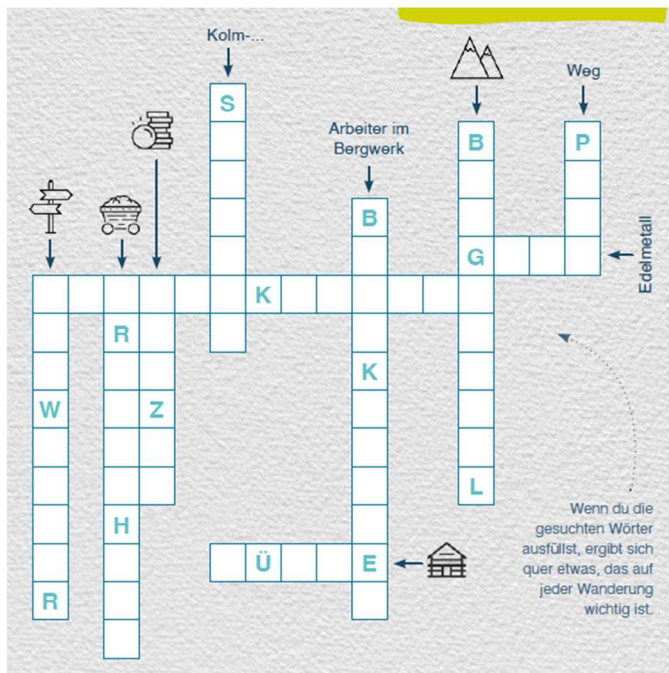 Kolm-...
Weg
Arbeiter im
Bergwerk
S
B
P
B
G
Edelmetall
K
R
K
W
Z
L
H
Ü
E
R
Wenn du die
gesuchten Wörter
ausfüllst, ergibt sich
quer etwas, das auf
jeder Wanderung
wichtig ist.